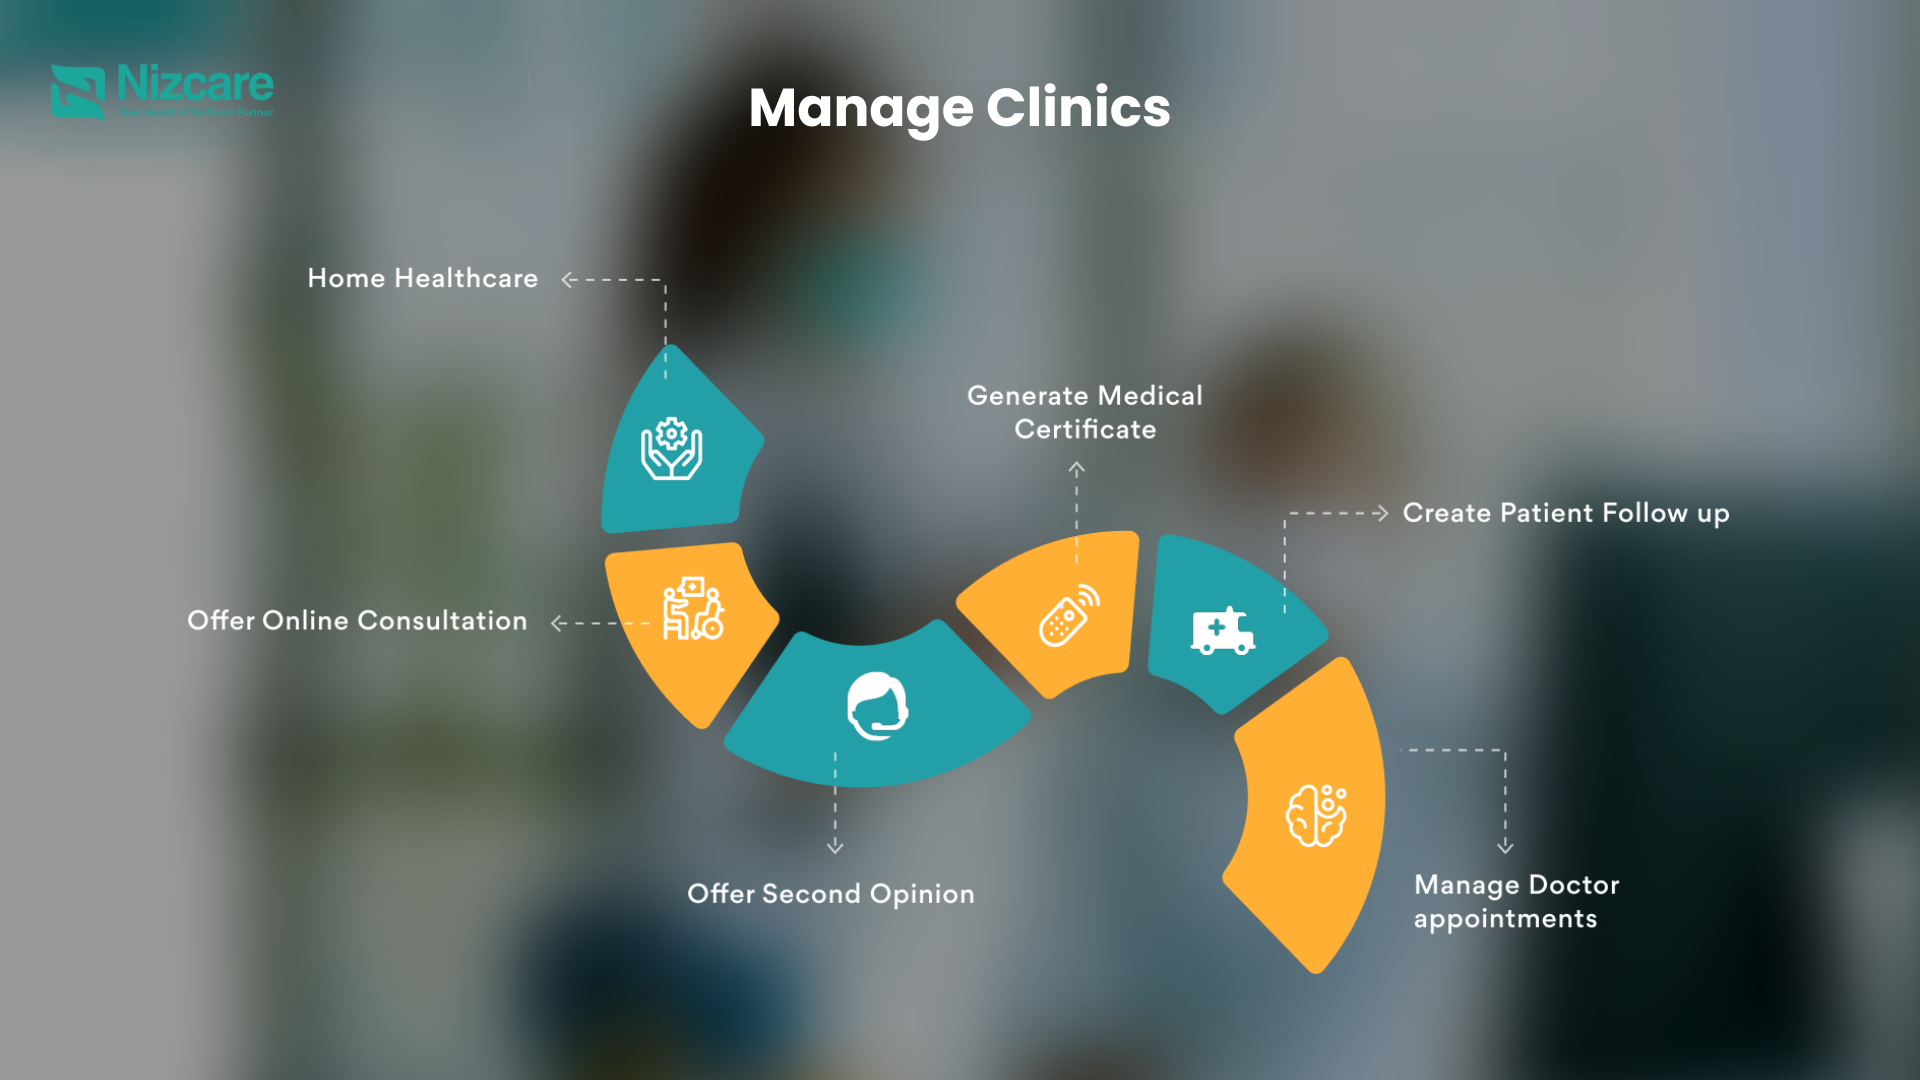 Nizcare
Manage Clinics
Home Healthcare
Generate Medical
Certificate
Create Patient Follow up
Offer Online Consultation
Offer Second Opinion
Manage Doctor
appointments